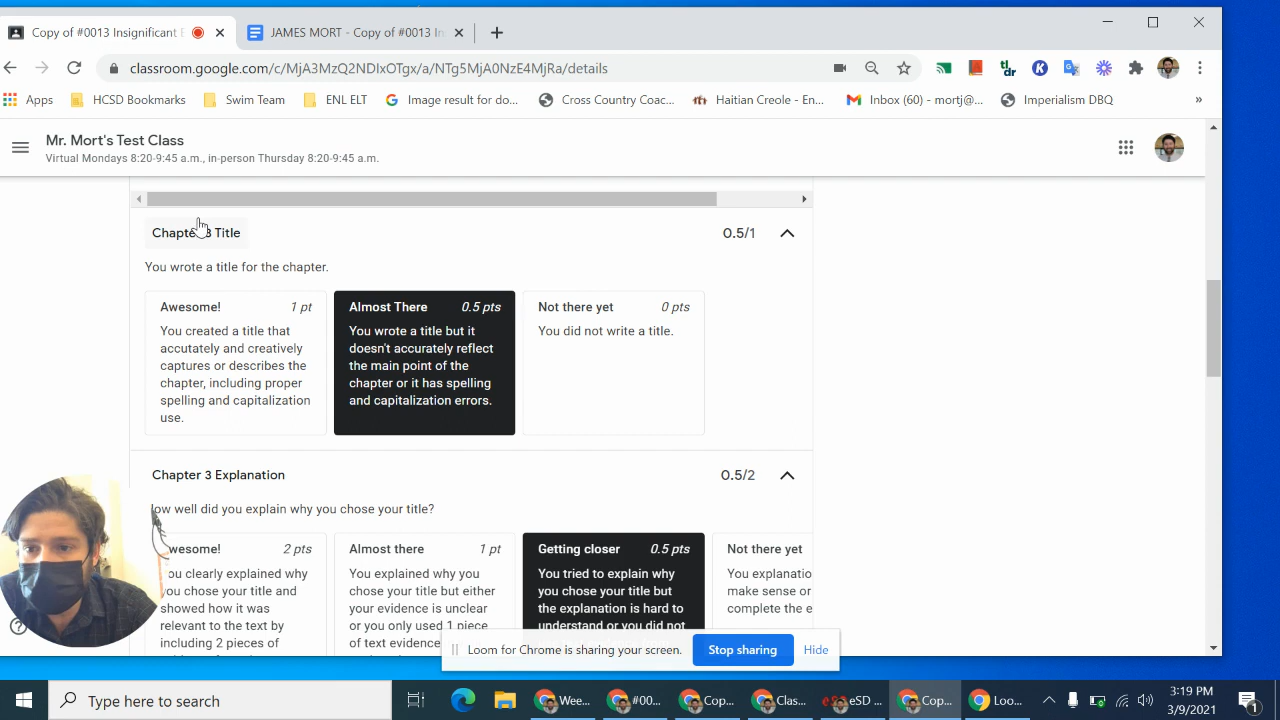 Copy of #0013 Insignificant E
JAMES MORT - Copy of #0013 In
classroom.google.com/c/MjA3MzQ2NDIxOTgx/a/NTg5MjA0NzE4MjRa/details
Apps
HCSD Bookmarks
Swim Team
ENL ELT
Image result for do...
Cross Country Coac...
Haitian Creole - En...
Inbox (60) - mortj@...
Imperialism DBQ
»
Mr. Mort's Test Class
Virtual Mondays 8:20-9:45 a.m., in-person Thursday 8:20-9:45 a.m.
Chapter 3 Title
0.5/1
You wrote a title for the chapter.
Awesome! 1 pt
You created a title that
accutately and creatively
captures or describes the
chapter, including proper
spelling and capitalization
use.
Almost There 0.5 pts
You wrote a title but it
doesn't accurately reflect
the main point of the
chapter or it has spelling
and capitalization errors.
Not there yet 0 pts
You did not write a title.
Chapter 3 Explanation
0.5/2
ow well did you explain why you chose your title?
wesome! 2 pts
ou clearly explained why
you chose your title and
showed how it was
relevant to the text by
including 2 pieces of
Almost there 1 pt
You explained why you
chose your title but either
your evidence is unclear
or you only used 1 piece
of text evidence
Getting closer 0.5 pts
You tried to explain why
you chose your title but
the explanation is hard to
understand or you did not
Not there yet
You explanatio
make sense or
complete the e
Loom for Chrome is sharing your screen.
Stop sharing
Hide
Type here to search
Wee...
#00...
Cop...
Clas...
eSD ...
Cop...
Loo...
3:19 PM
3/9/2021
1